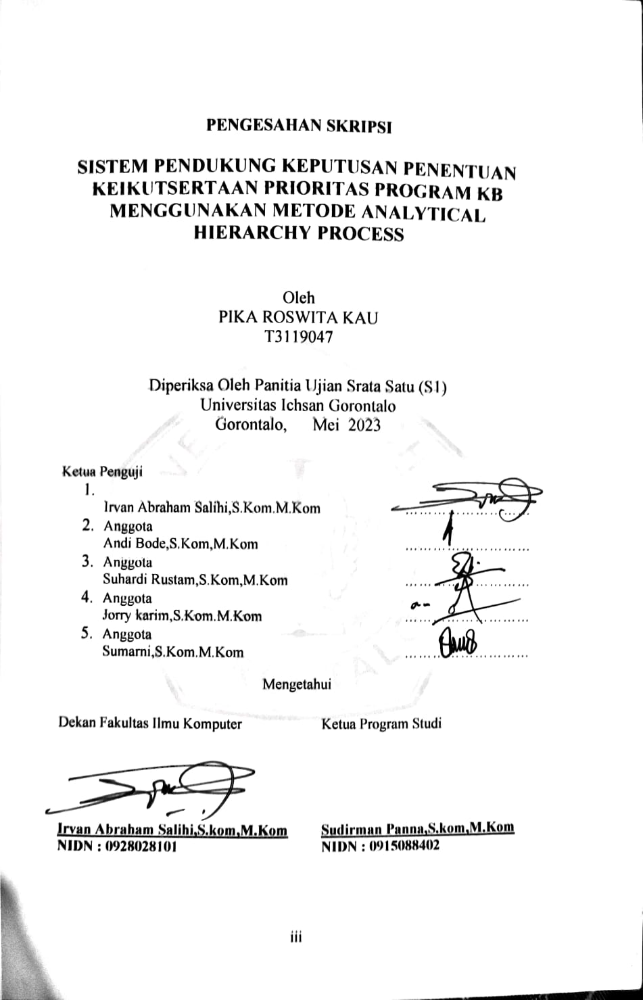 PENGESAHAN SKRIPSI
SISTEM PENDUKUNG KEPUTUSAN PENENTUAN
KEIKUTSERTAAN PRIORITAS PROGRAM KB
MENGGUNAKAN METODE ANALYTICAL
HIERARCHY PROCESS
Oleh
PIKA ROSWITA KAU
T3119047
Diperiksa Oleh Panitia Ujian Srata Satu (S1)
Universitas Ichsan Gorontalo
Gorontalo, Mei 2023
Ketua Penguji
1.
Irvan Abraham Salihi,S.Kom.M.Kom
2. Anggota
Andi Bode,S.Kom,M.Kom
3. Anggota
Suhardi Rustam,S.Kom,M.Kom
4. Anggota
Jorry karim,S.Kom.M.Kom
5. Anggota
Sumarni,S.Kom.M.Kom
Mengetahui
Dekan Fakultas Ilmu Komputer
Ketua Program Studi
Irvan Abraham Salihi,S.kom,M.Kom
NIDN : 0928028101
Sudirman Panna,S.kom,M.Kom
NIDN : 0915088402
iii